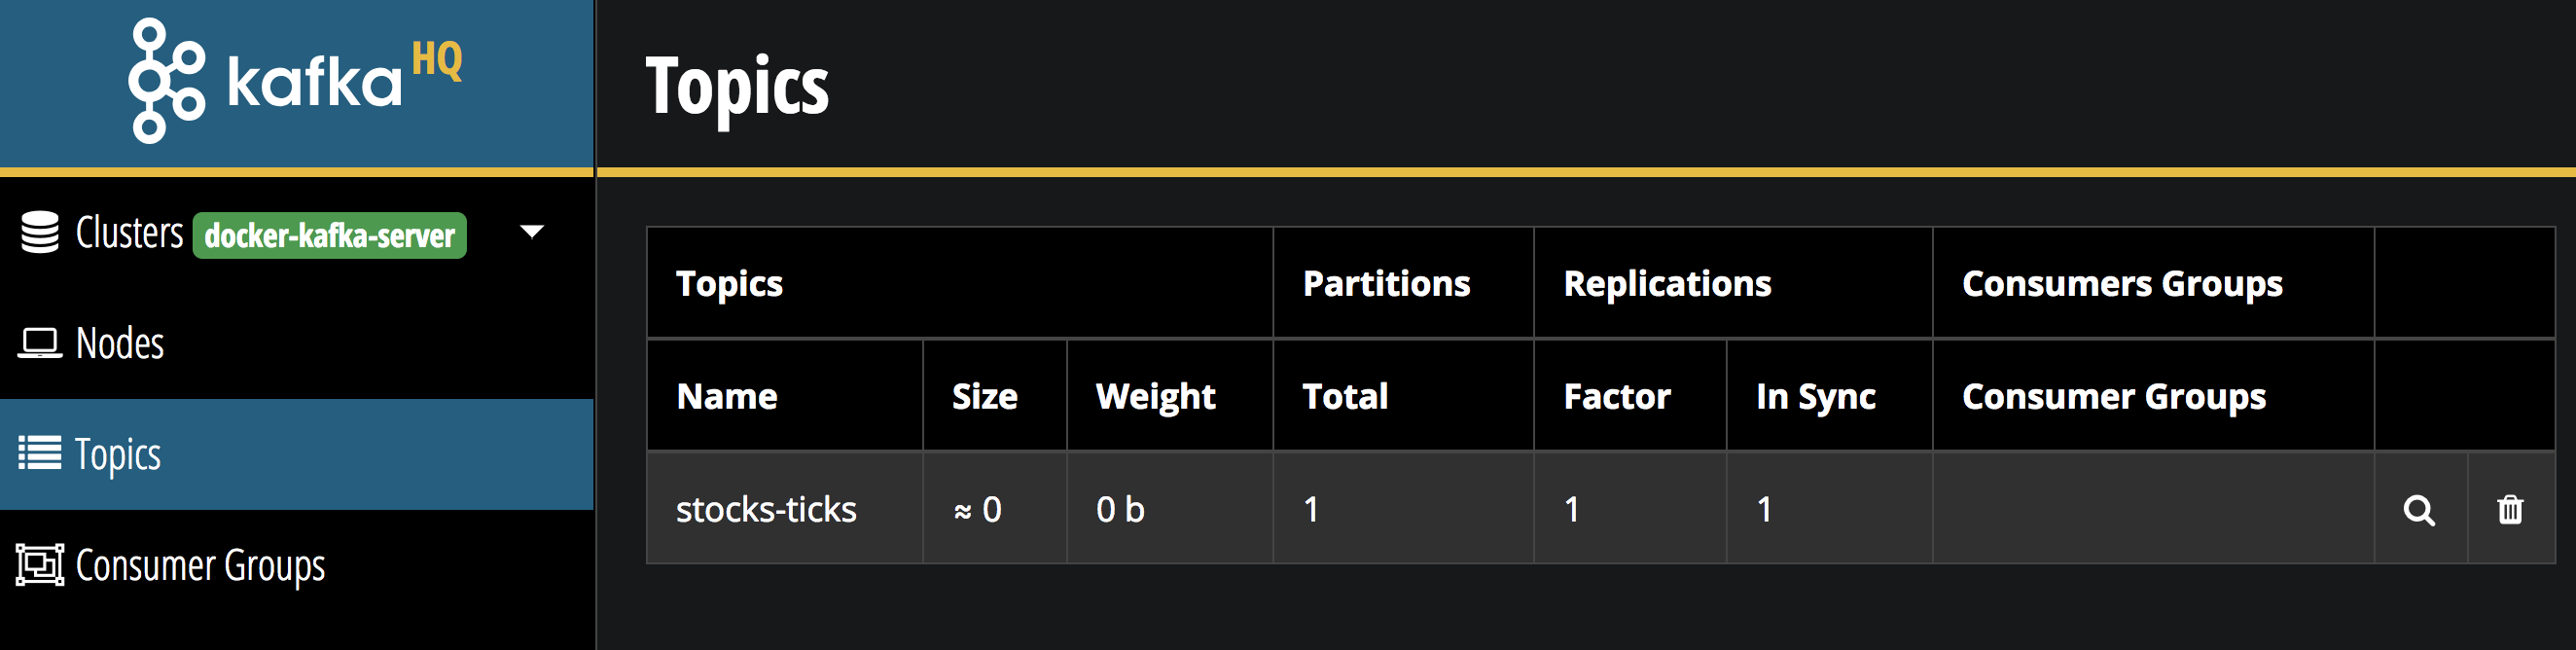 kafka HQ
Topics
Clusters docker-kafka-server
Nodes
Topics
Consumer Groups
Topics Partitions Replications Consumers Groups
Name Size Weight Total Factor In Sync Consumer Groups
stocks-ticks ≈ 0 0 b 1 1 1